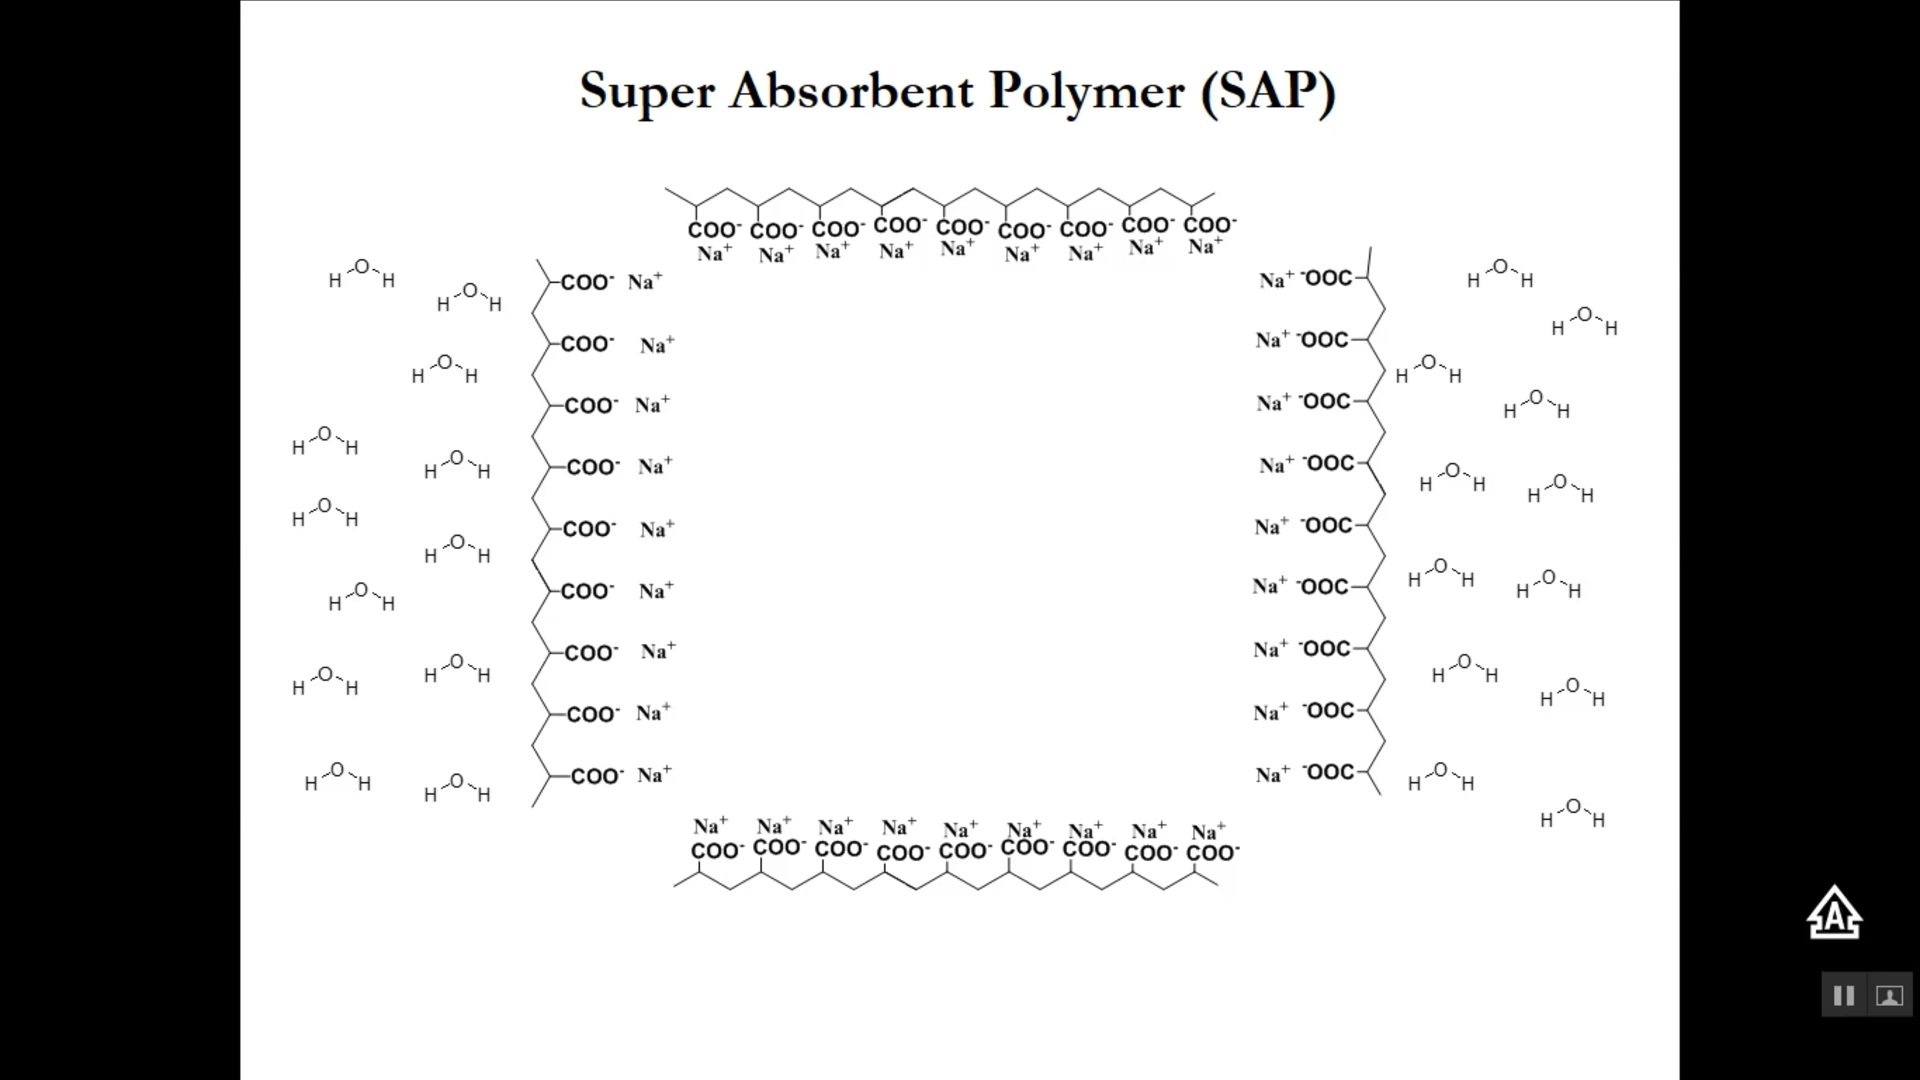 Super Absorbent Polymer (SAP)
COO⁻ COO⁻ COO⁻ COO⁻ COO⁻ COO⁻ COO⁻ COO⁻ COO⁻
Na⁺ Na⁺ Na⁺ Na⁺ Na⁺ Na⁺ Na⁺ Na⁺ Na⁺
H O H
H O H
H O H
H O H
H O H
H O H
H O H
H O H
H O H
H O H
H O H
H O H
COO⁻ Na⁺
COO⁻ Na⁺
COO⁻ Na⁺
COO⁻ Na⁺
COO⁻ Na⁺
COO⁻ Na⁺
COO⁻ Na⁺
COO⁻ Na⁺
COO⁻ Na⁺
Na⁺ ⁻OOC
Na⁺ ⁻OOC
Na⁺ ⁻OOC
Na⁺ ⁻OOC
Na⁺ ⁻OOC
Na⁺ ⁻OOC
Na⁺ ⁻OOC
Na⁺ ⁻OOC
Na⁺ ⁻OOC
H O H
H O H
H O H
H O H
H O H
H O H
H O H
H O H
H O H
H O H
H O H
H O H
Na⁺ Na⁺ Na⁺ Na⁺ Na⁺ Na⁺ Na⁺ Na⁺ Na⁺
COO⁻ COO⁻ COO⁻ COO⁻ COO⁻ COO⁻ COO⁻ COO⁻ COO⁻
A